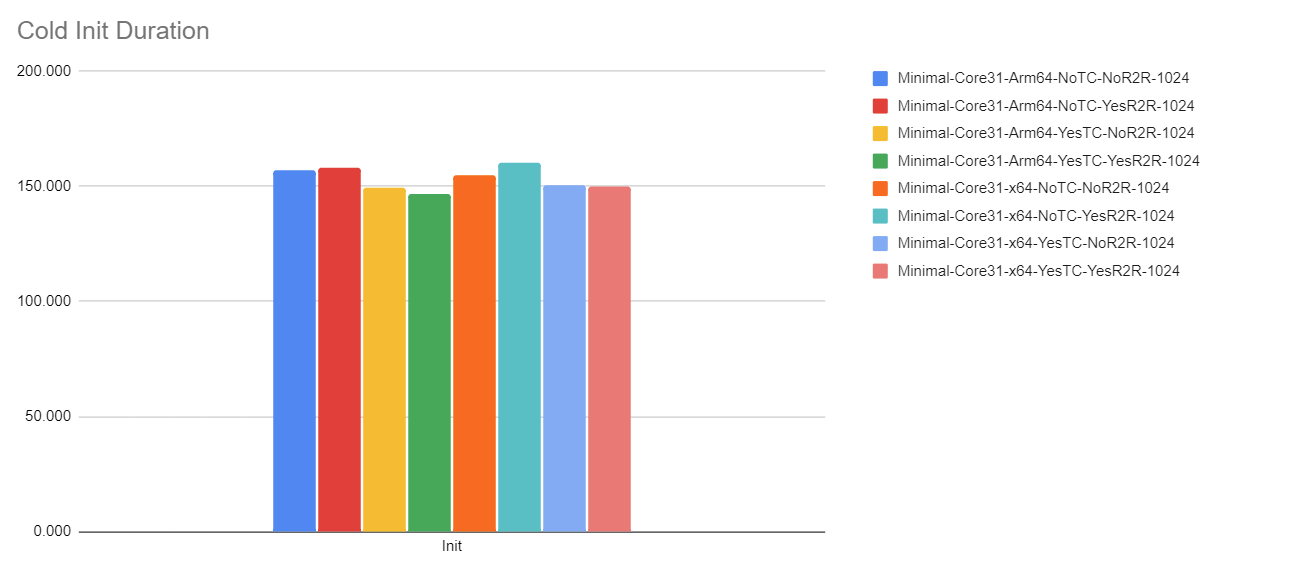 Cold Init Duration
200.000
150.000
100.000
50.000
0.000
Init
Minimal-Core31-Arm64-NoTC-NoR2R-1024
Minimal-Core31-Arm64-NoTC-YesR2R-1024
Minimal-Core31-Arm64-YesTC-NoR2R-1024
Minimal-Core31-Arm64-YesTC-YesR2R-1024
Minimal-Core31-x64-NoTC-NoR2R-1024
Minimal-Core31-x64-NoTC-YesR2R-1024
Minimal-Core31-x64-YesTC-NoR2R-1024
Minimal-Core31-x64-YesTC-YesR2R-1024